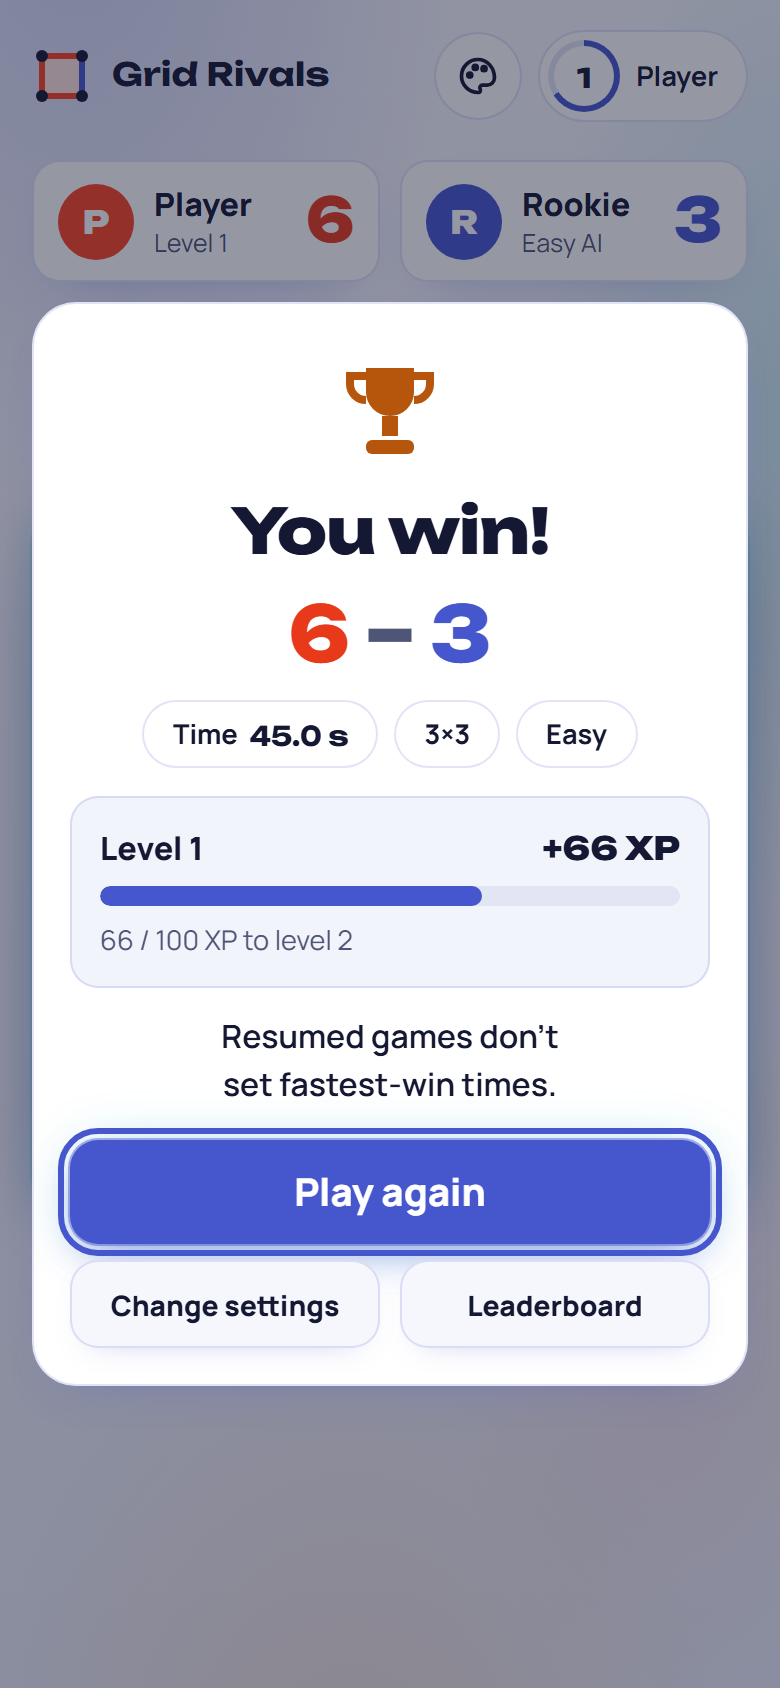 Grid Rivals
1 Player
P Player 6
Level 1
R Rookie 3
Easy AI
You win!
6 – 3
Time 45.0 s 3×3 Easy
Level 1 +66 XP
66 / 100 XP to level 2
Resumed games don’t
set fastest-win times.
Play again
Change settings Leaderboard